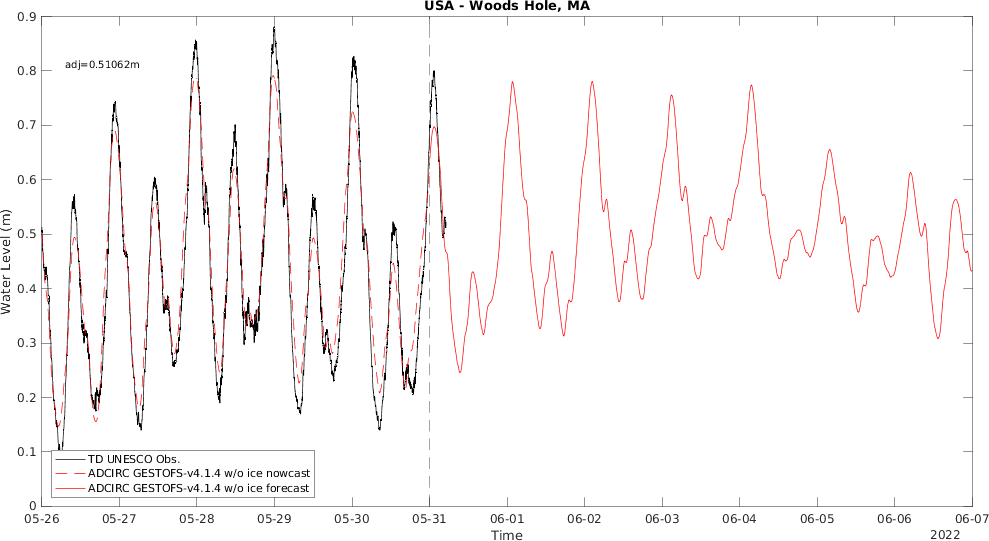 USA - Woods Hole, MA
adj=0.51062m
Water Level (m)
0.9
0.8
0.7
0.6
0.5
0.4
0.3
0.2
0.1
0
TD UNESCO Obs.
ADCIRC GESTOFS-v4.1.4 w/o ice nowcast
ADCIRC GESTOFS-v4.1.4 w/o ice forecast
05-26 05-27 05-28 05-29 05-30 05-31 06-01 06-02 06-03 06-04 06-05 06-06 06-07
Time
2022